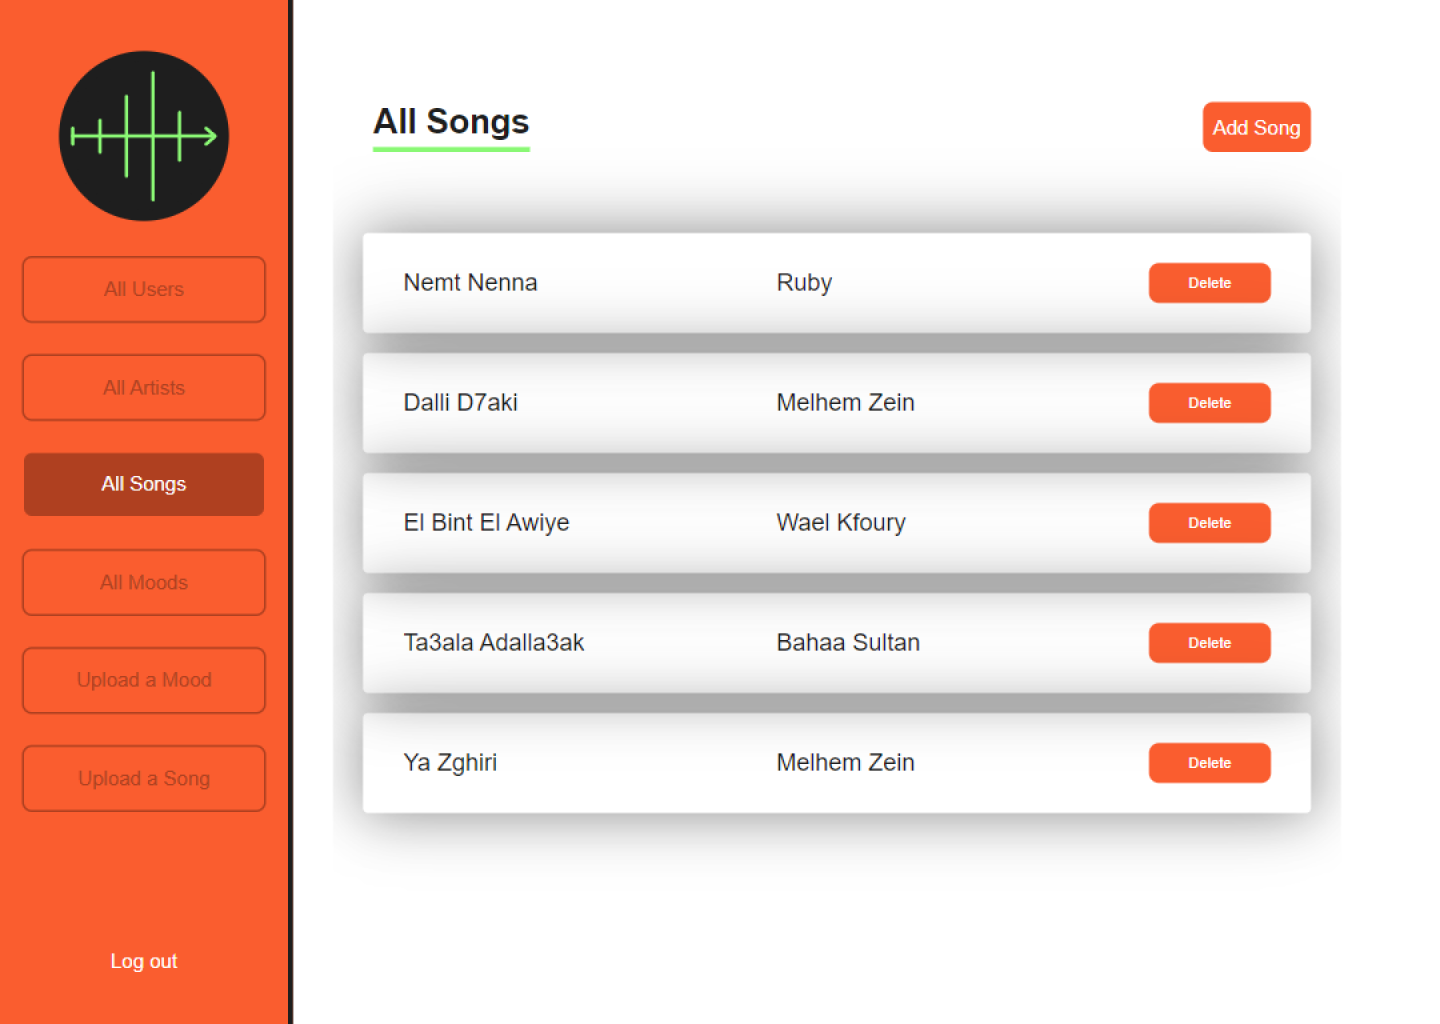 All Users
All Artists
All Songs
All Moods
Upload a Mood
Upload a Song
Log out
All Songs
Add Song
Nemt Nenna Ruby Delete
Dalli D7aki Melhem Zein Delete
El Bint El Awiye Wael Kfoury Delete
Ta3ala Adalla3ak Bahaa Sultan Delete
Ya Zghiri Melhem Zein Delete